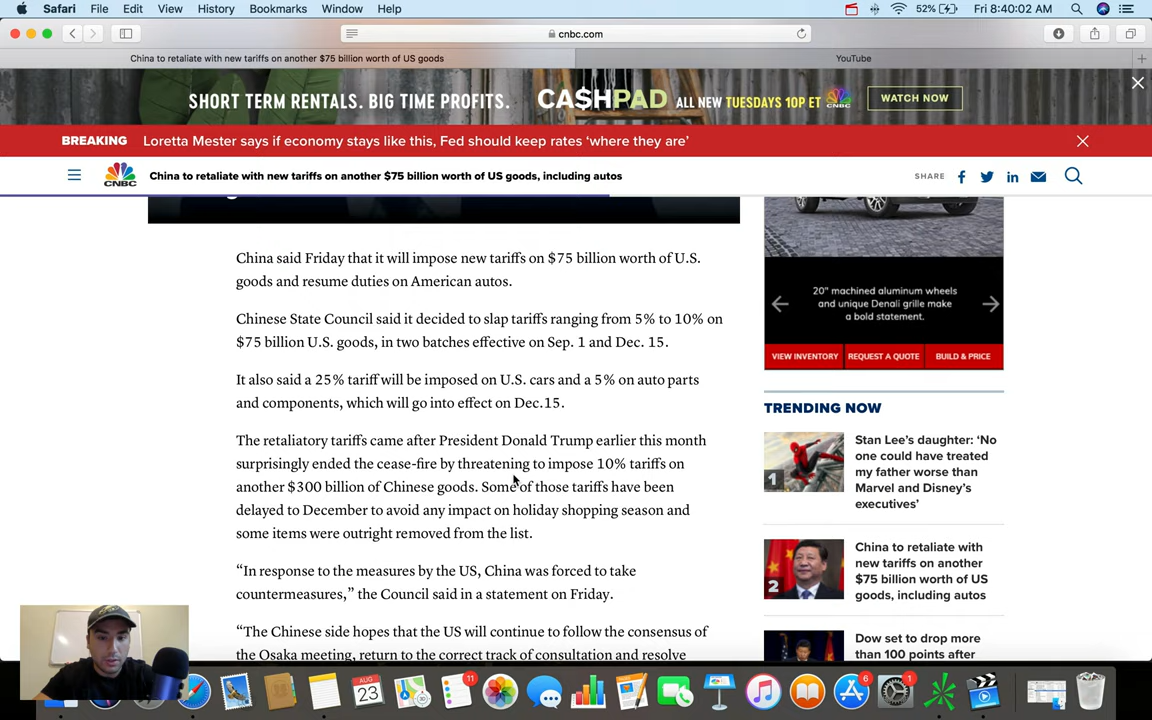 Safari File Edit View History Bookmarks Window Help 52% Fri 8:40:02 AM
cnbc.com
China to retaliate with new tariffs on another $75 billion worth of US goods YouTube
SHORT TERM RENTALS. BIG TIME PROFITS. CA$HPAD ALL NEW TUESDAYS 10P ET CNBC WATCH NOW
BREAKING Loretta Mester says if economy stays like this, Fed should keep rates ‘where they are’
CNBC China to retaliate with new tariffs on another $75 billion worth of US goods, including autos SHARE
China said Friday that it will impose new tariffs on $75 billion worth of U.S.
goods and resume duties on American autos.
Chinese State Council said it decided to slap tariffs ranging from 5% to 10% on
$75 billion U.S. goods, in two batches effective on Sep. 1 and Dec. 15.
It also said a 25% tariff will be imposed on U.S. cars and a 5% on auto parts
and components, which will go into effect on Dec.15.
The retaliatory tariffs came after President Donald Trump earlier this month
surprisingly ended the cease-fire by threatening to impose 10% tariffs on
another $300 billion of Chinese goods. Some of those tariffs have been
delayed to December to avoid any impact on holiday shopping season and
some items were outright removed from the list.
“In response to the measures by the US, China was forced to take
countermeasures,” the Council said in a statement on Friday.
“The Chinese side hopes that the US will continue to follow the consensus of
the Osaka meeting, return to the correct track of consultation and resolve
20" machined aluminum wheels
and unique Denali grille make
a bold statement.
VIEW INVENTORY REQUEST A QUOTE BUILD & PRICE
TRENDING NOW
1
Stan Lee’s daughter: ‘No
one could have treated
my father worse than
Marvel and Disney’s
executives’
2
China to retaliate with
new tariffs on another
$75 billion worth of US
goods, including autos
Dow set to drop more
than 100 points after
AUG
23
11
6
1